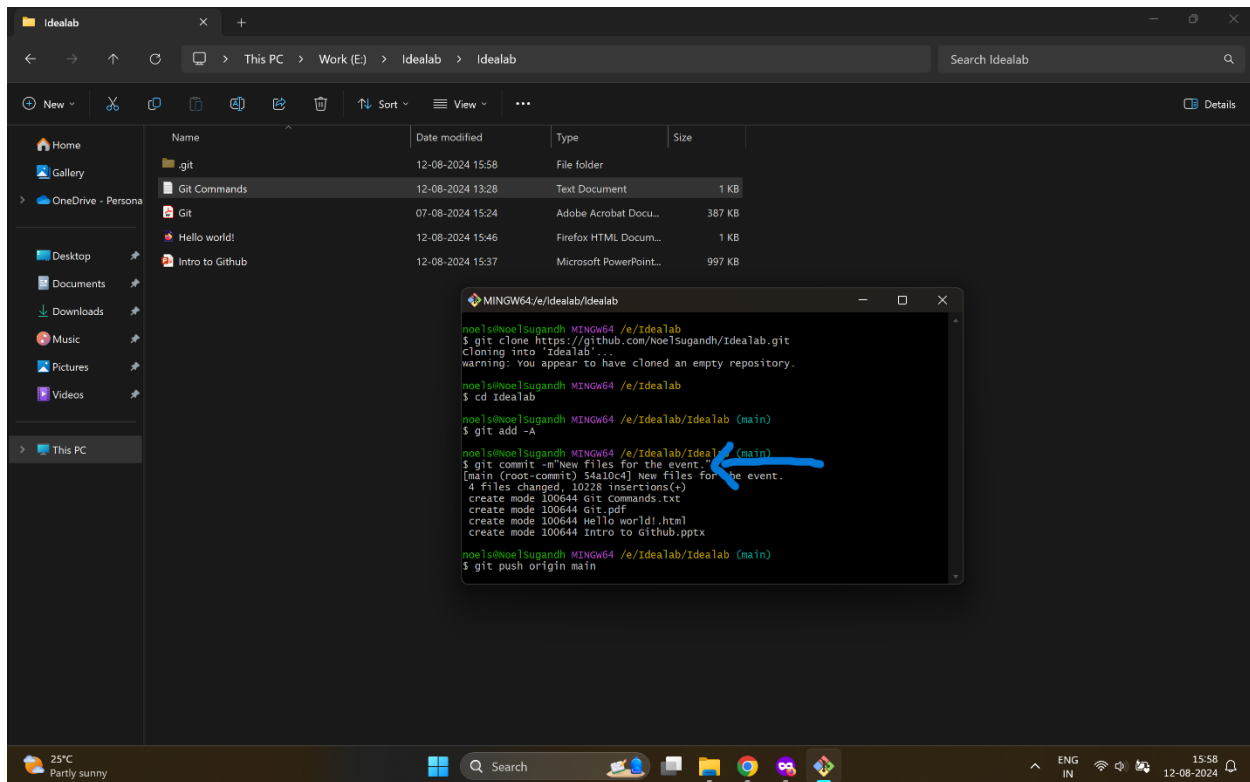 Idealab
This PC > Work (E:) > Idealab > Idealab
Search Idealab
New
Sort
View
Details
Home
Gallery
OneDrive - Persona
Desktop
Documents
Downloads
Music
Pictures
Videos
This PC
Name Date modified Type Size
.git 12-08-2024 15:58 File folder
Git Commands 12-08-2024 13:28 Text Document 1 KB
Git 07-08-2024 15:24 Adobe Acrobat Docu... 387 KB
Hello world! 12-08-2024 15:46 Firefox HTML Docum... 1 KB
Intro to Github 12-08-2024 15:37 Microsoft PowerPoint... 997 KB
MINGW64:/e/Idealab/Idealab
noels@NoelSugandh MINGW64 /e/Idealab
$ git clone https://github.com/NoelSugandh/Idealab.git
Cloning into 'Idealab'...
warning: You appear to have cloned an empty repository.
noels@NoelSugandh MINGW64 /e/Idealab
$ cd Idealab
noels@NoelSugandh MINGW64 /e/Idealab/Idealab (main)
$ git add -A
noels@NoelSugandh MINGW64 /e/Idealab/Idealab (main)
$ git commit -m"New files for the event."
[main (root-commit) 54a10c4] New files for the event.
4 files changed, 10228 insertions(+)
create mode 100644 Git Commands.txt
create mode 100644 Git.pdf
create mode 100644 Hello world!.html
create mode 100644 Intro to Github.pptx
noels@NoelSugandh MINGW64 /e/Idealab/Idealab (main)
$ git push origin main
25°C
Partly sunny
Search
ENG
IN
15:58
12-08-2024